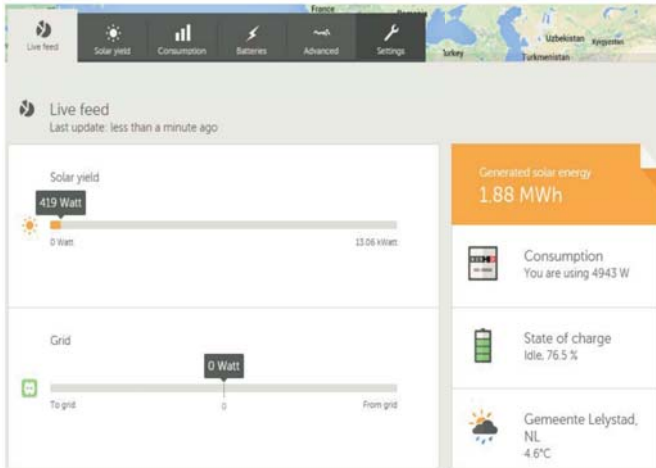 France
Uzbekistan
Kyrgyzstan
Turkey
Turkmenistan
Live feed
Solar yield
Consumption
Batteries
Advanced
Settings
Live feed
Last update: less than a minute ago
Solar yield
419 Watt
0 Watt
13.06 kWatt
Grid
0 Watt
To grid
0
From grid
Generated solar energy
1.88 MWh
Consumption
You are using 4943 W
State of charge
Idle, 76.5 %
Gemeente Lelystad,
NL
4.6°C